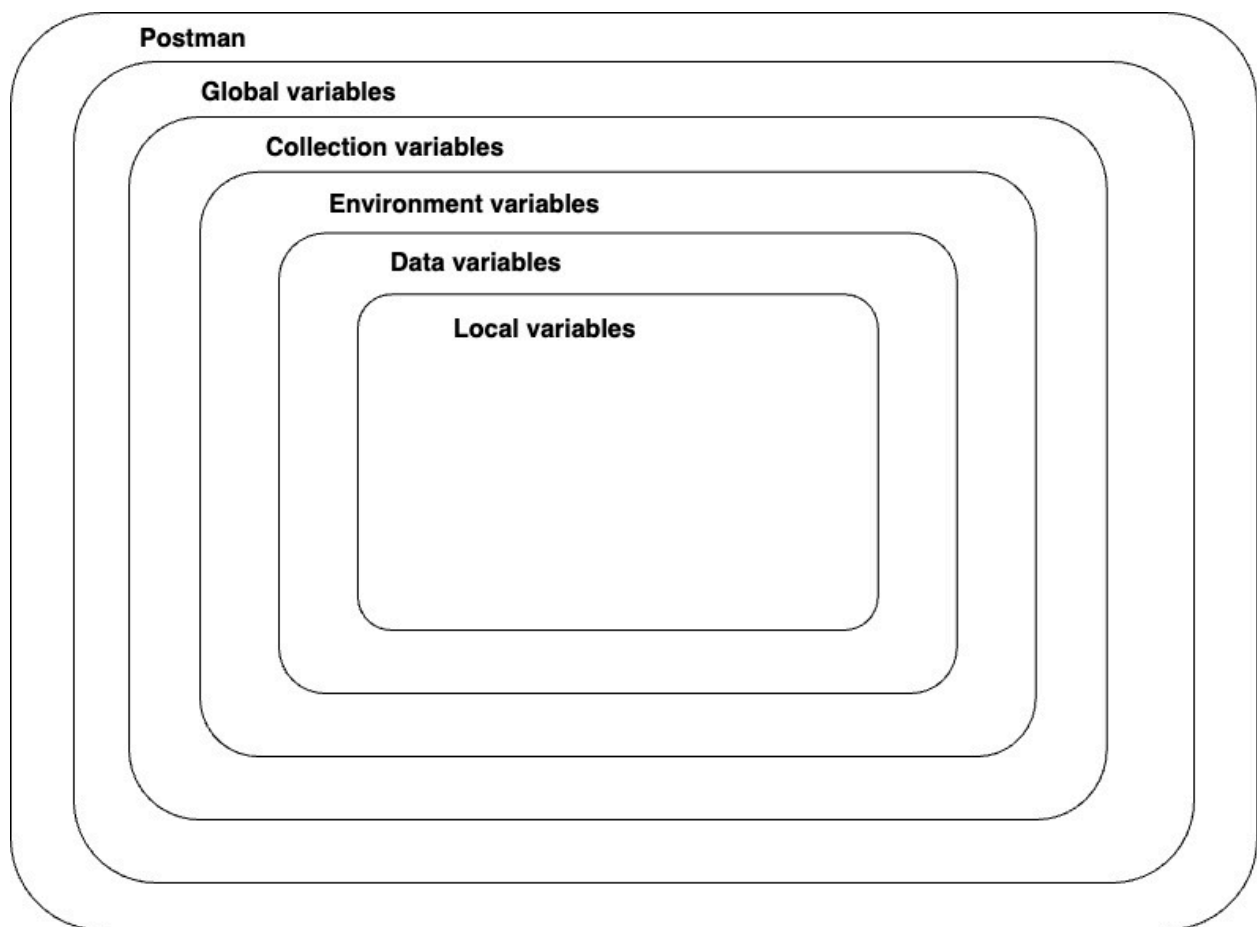 Postman
Global variables
Collection variables
Environment variables
Data variables
Local variables